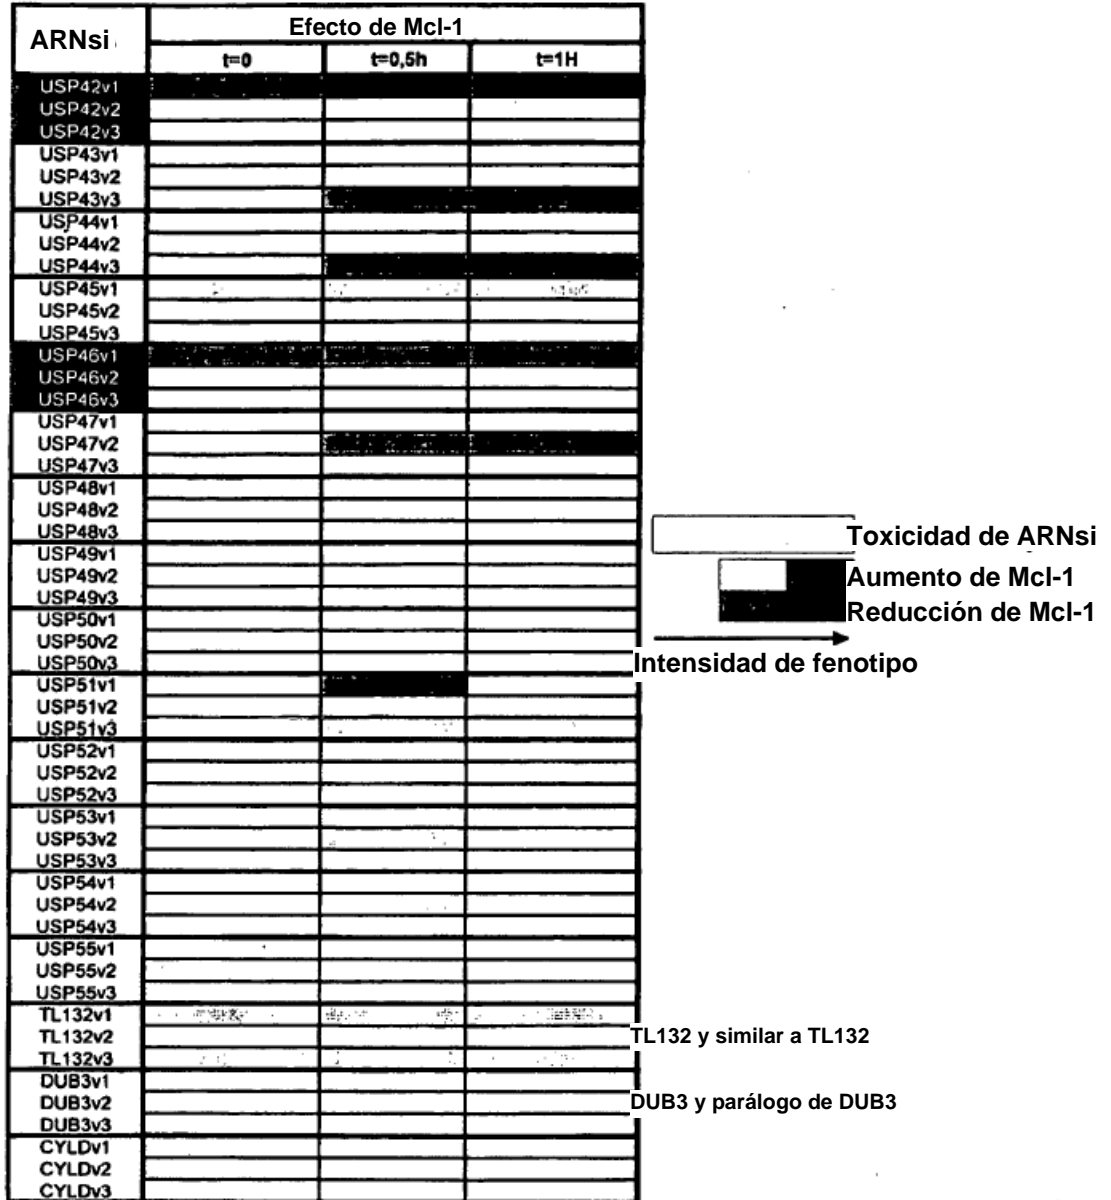 ARNsi
Efecto de Mcl-1
t=0 t=0,5h t=1H
USP42v1
USP42v2
USP42v3
USP43v1
USP43v2
USP43v3
USP44v1
USP44v2
USP44v3
USP45v1
USP45v2
USP45v3
USP46v1
USP46v2
USP46v3
USP47v1
USP47v2
USP47v3
USP48v1
USP48v2
USP48v3
USP49v1
USP49v2
USP49v3
USP50v1
USP50v2
USP50v3
USP51v1
USP51v2
USP51v3
USP52v1
USP52v2
USP52v3
USP53v1
USP53v2
USP53v3
USP54v1
USP54v2
USP54v3
USP55v1
USP55v2
USP55v3
TL132v1
TL132v2
TL132v3
DUB3v1
DUB3v2
DUB3v3
CYLDv1
CYLDv2
CYLDv3
Toxicidad de ARNsi
Aumento de Mcl-1
Reducción de Mcl-1
Intensidad de fenotipo
TL132 y similar a TL132
DUB3 y parálogo de DUB3